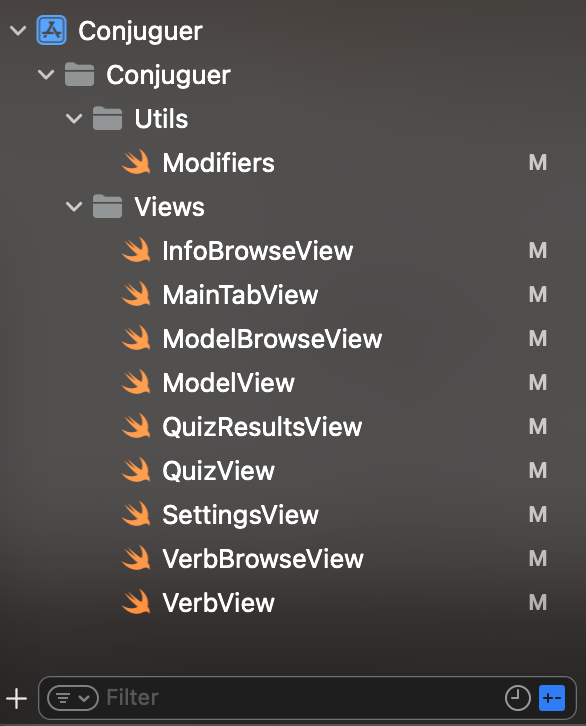 Conjuguer
Conjuguer
Utils
Modifiers M
Views
InfoBrowseView M
MainTabView M
ModelBrowseView M
ModelView M
QuizResultsView M
QuizView M
SettingsView M
VerbBrowseView M
VerbView M
Filter